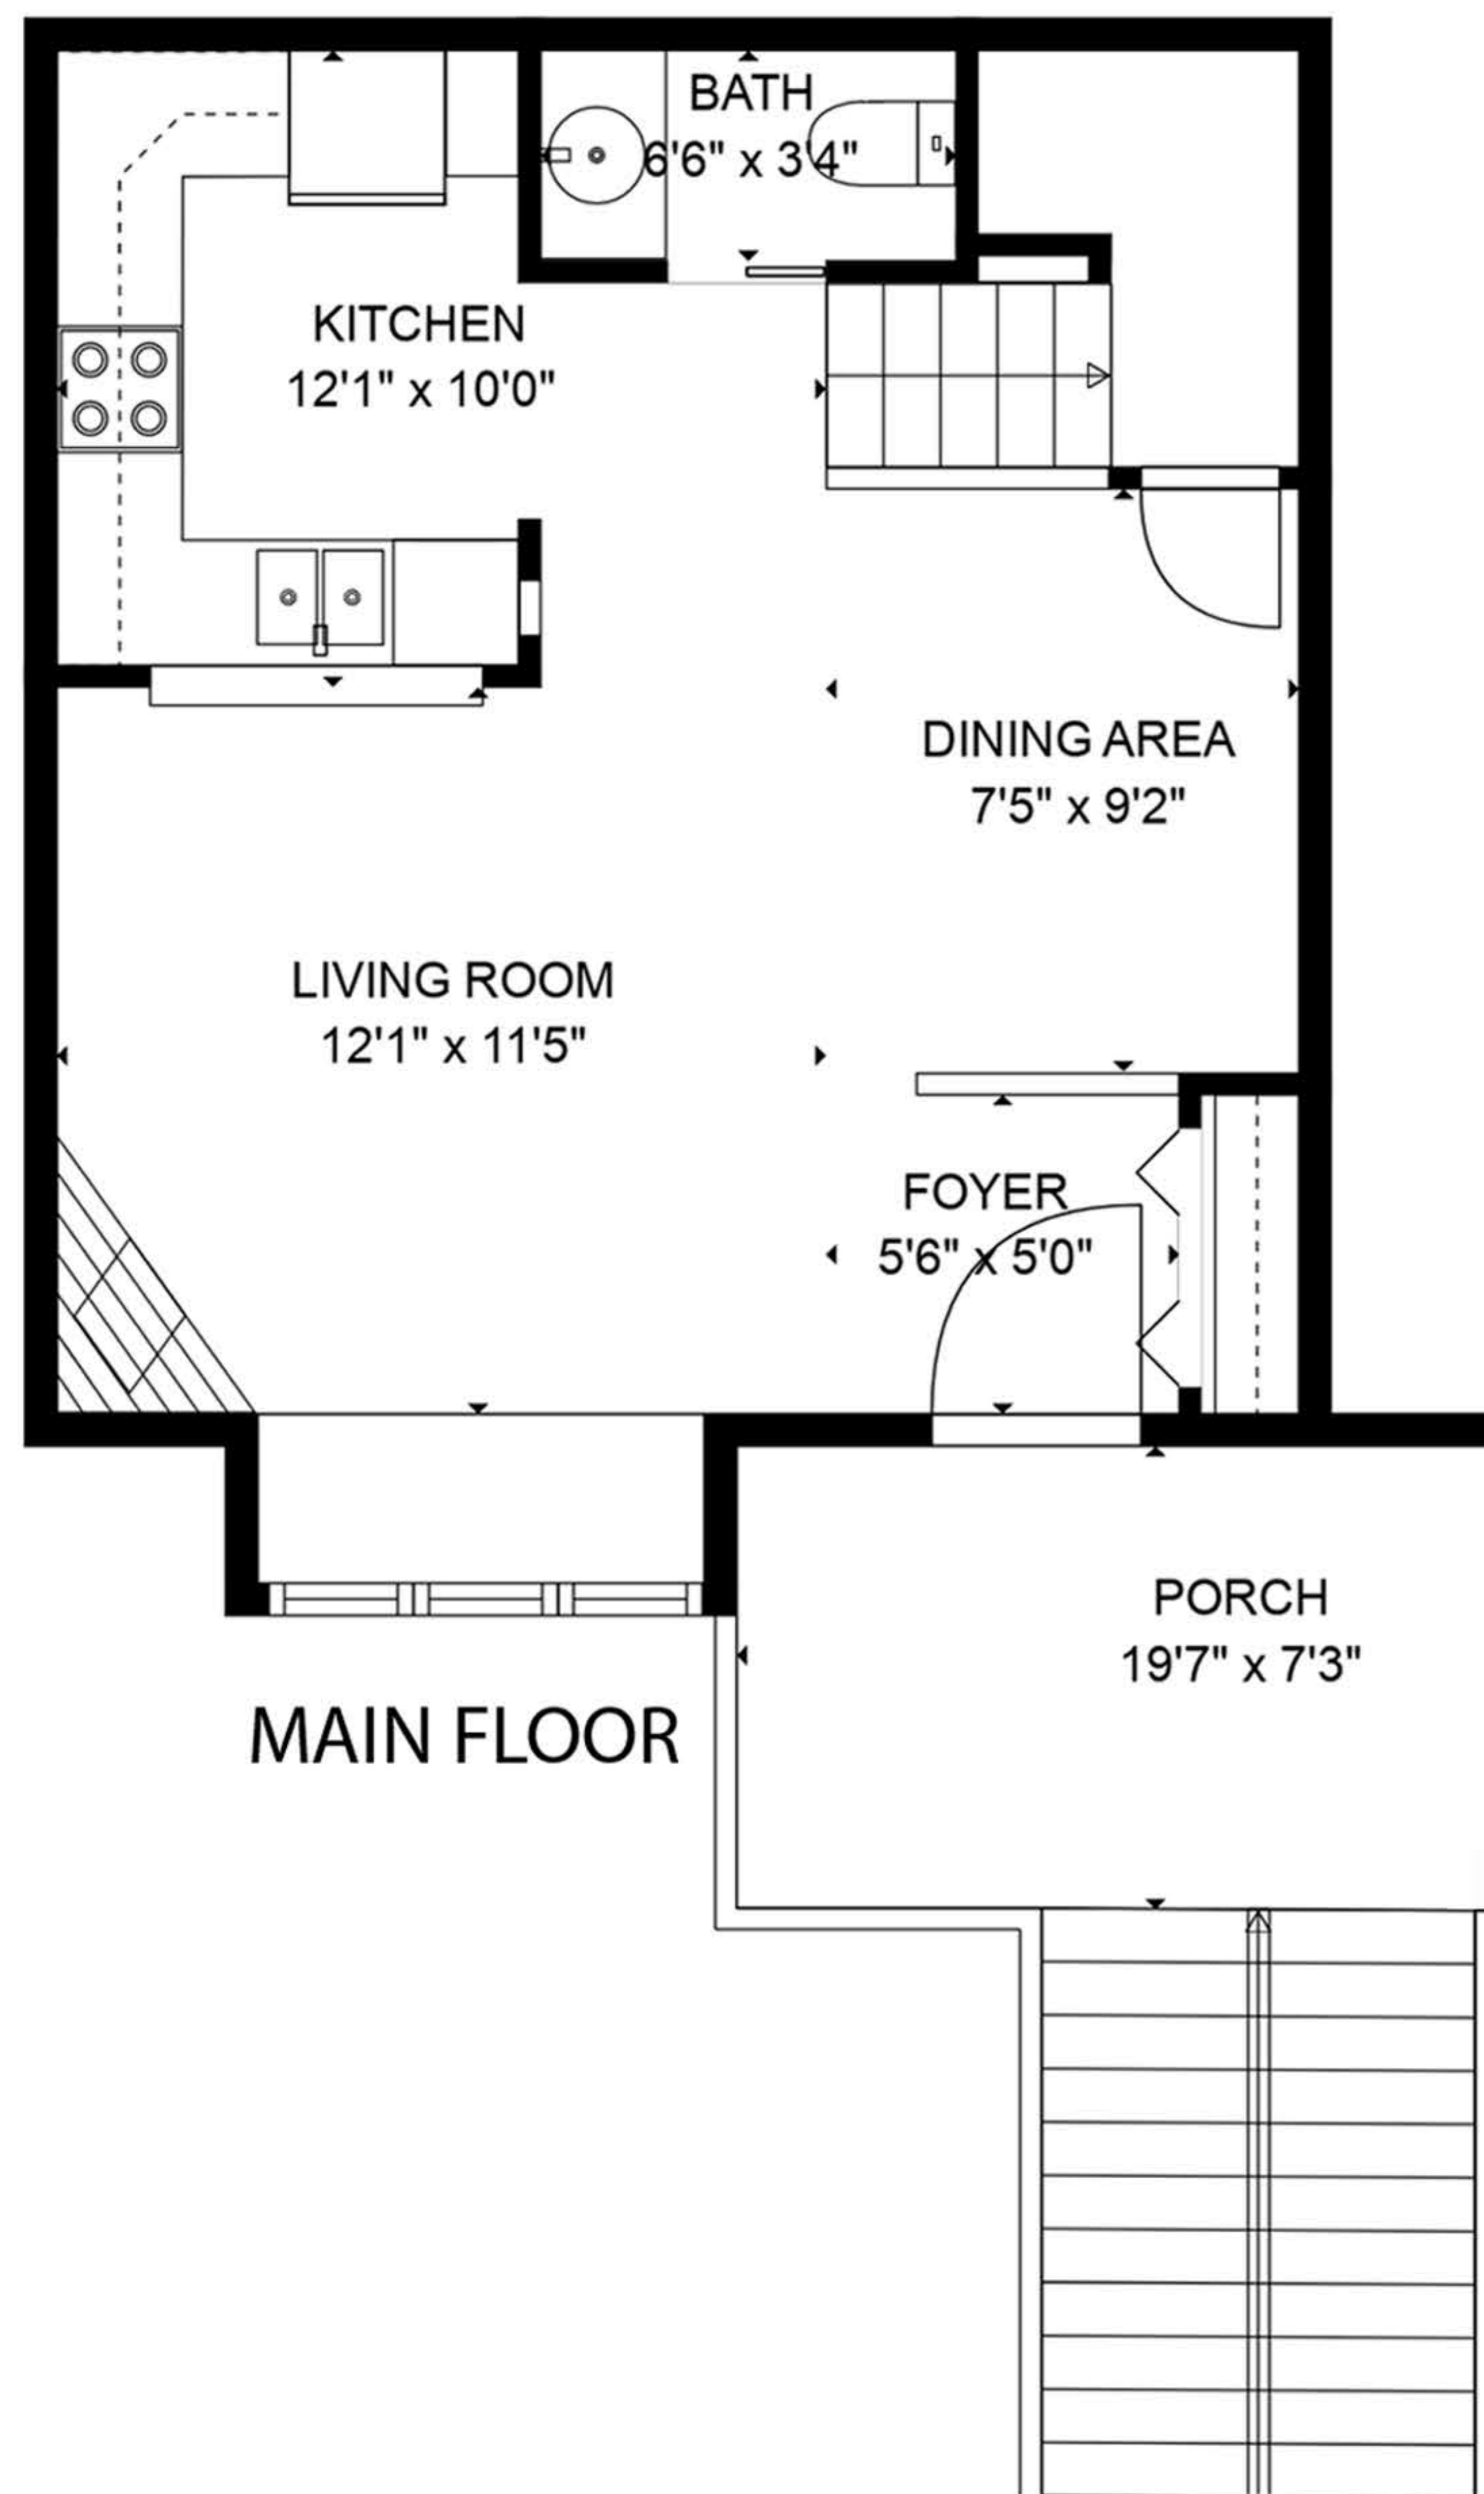 BATH
6'6" x 3'4"
KITCHEN
12'1" x 10'0"
DINING AREA
7'5" x 9'2"
LIVING ROOM
12'1" x 11'5"
FOYER
5'6" x 5'0"
PORCH
19'7" x 7'3"
MAIN FLOOR